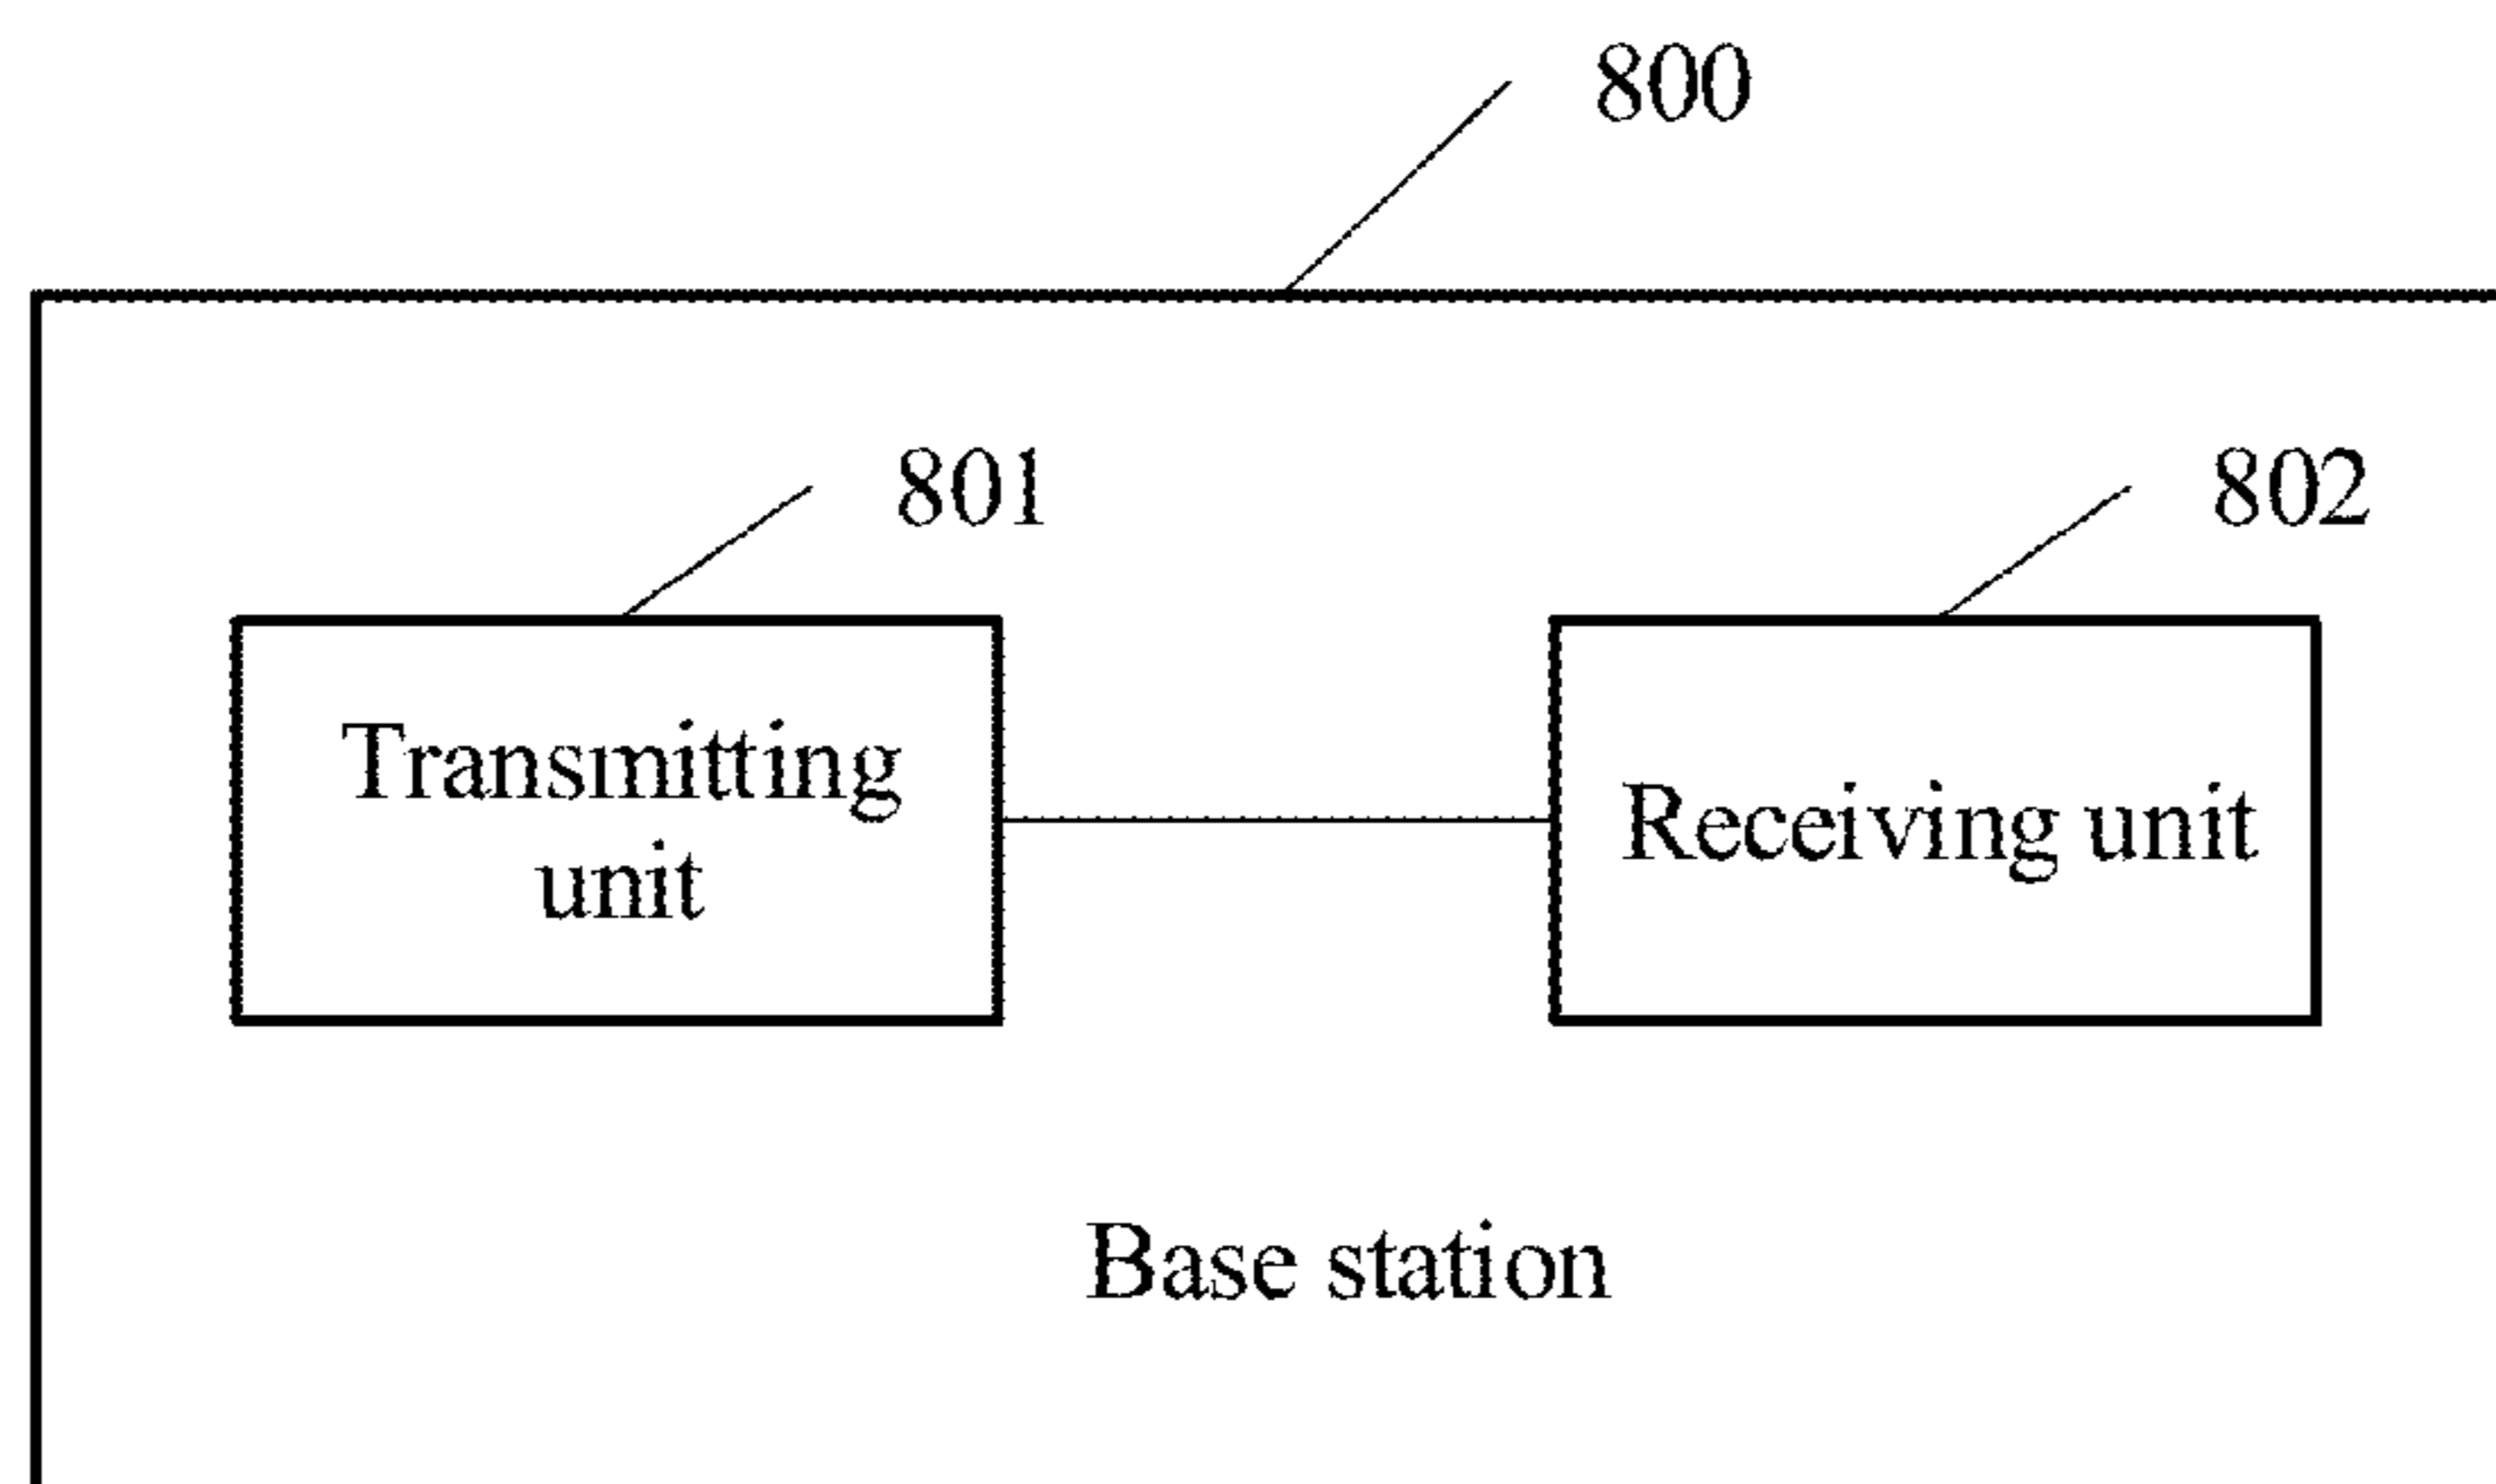 800
801
802
Transmitting
unit
Receiving unit
Base station